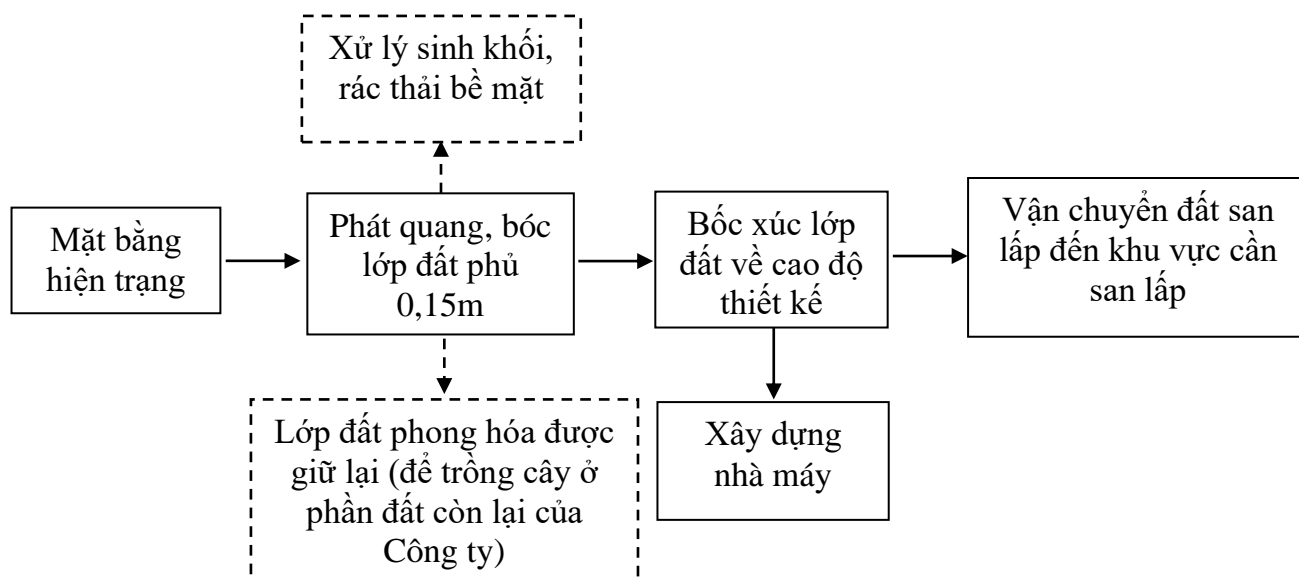 Xử lý sinh khối,
rác thải bề mặt
Mặt bằng
hiện trạng
Phát quang, bóc
lớp đất phủ
0,15m
Bốc xúc lớp
đất về cao độ
thiết kế
Vận chuyển đất san
lấp đến khu vực cần
san lấp
Lớp đất phong hóa được
giữ lại (để trồng cây ở
phần đất còn lại của
Công ty)
Xây dựng
nhà máy